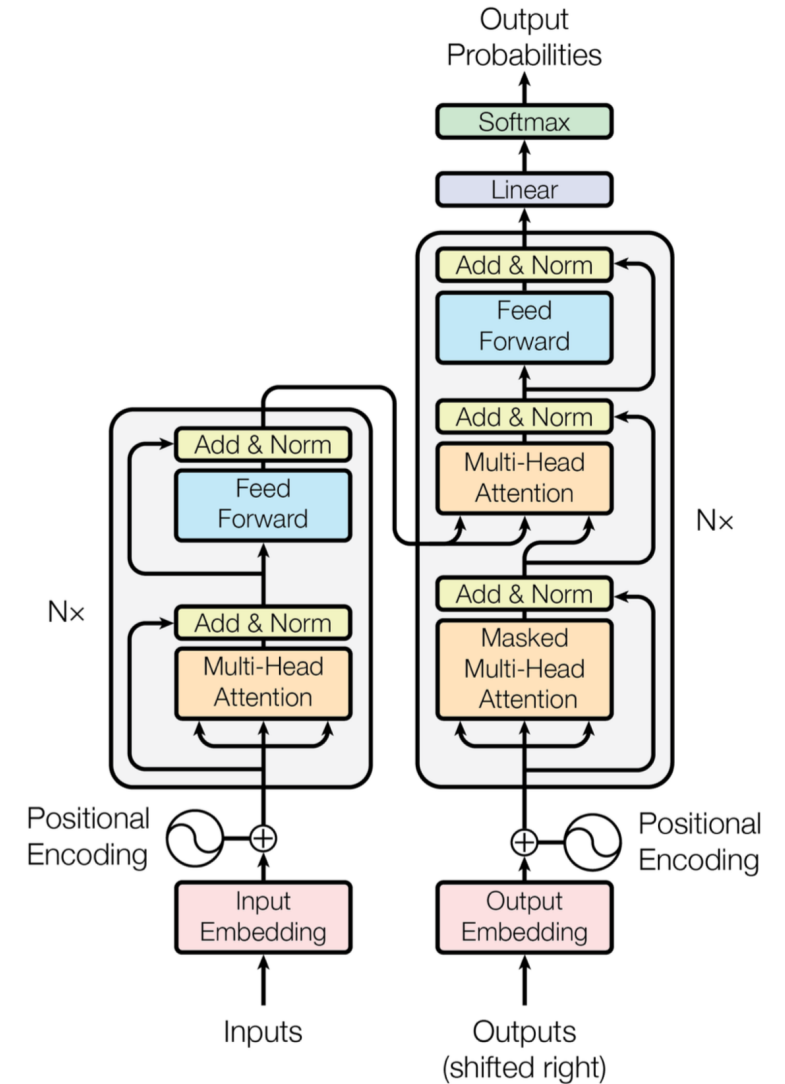 Output
Probabilities
Softmax
Linear
Add & Norm
Feed
Forward
Add & Norm
Multi-Head
Attention
Add & Norm
Masked
Multi-Head
Attention
N×
Add & Norm
Feed
Forward
Add & Norm
Multi-Head
Attention
N×
Positional
Encoding
Positional
Encoding
Input
Embedding
Output
Embedding
Inputs
Outputs
(shifted right)